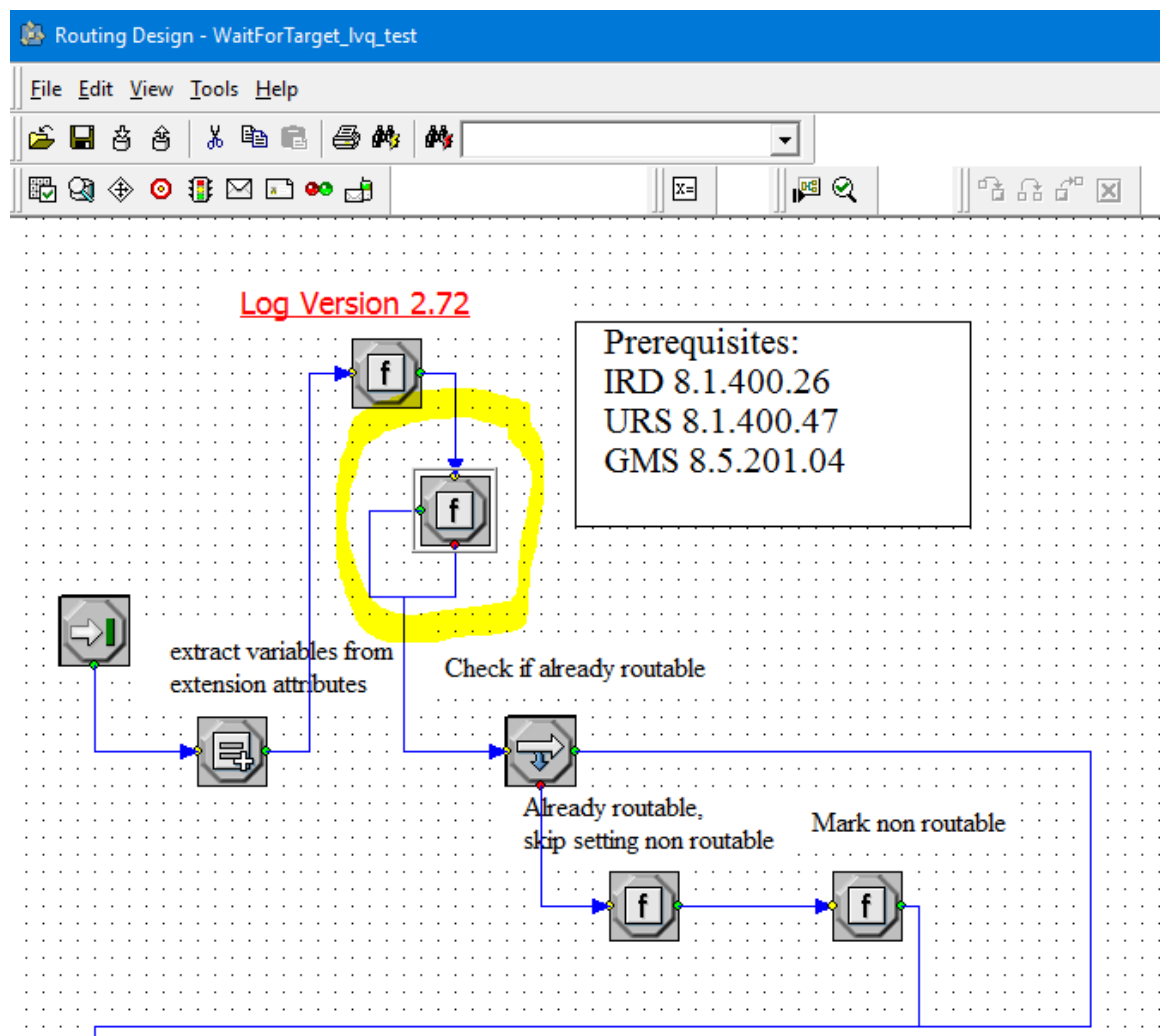 Routing Design - WaitForTarget_lvq_test
File Edit View Tools Help
X=
Log Version 2.72
f
Prerequisites:
IRD 8.1.400.26
URS 8.1.400.47
GMS 8.5.201.04
f
extract variables from
extension attributes
Check if already routable
Already routable,
skip setting non routable
Mark non routable
f
f